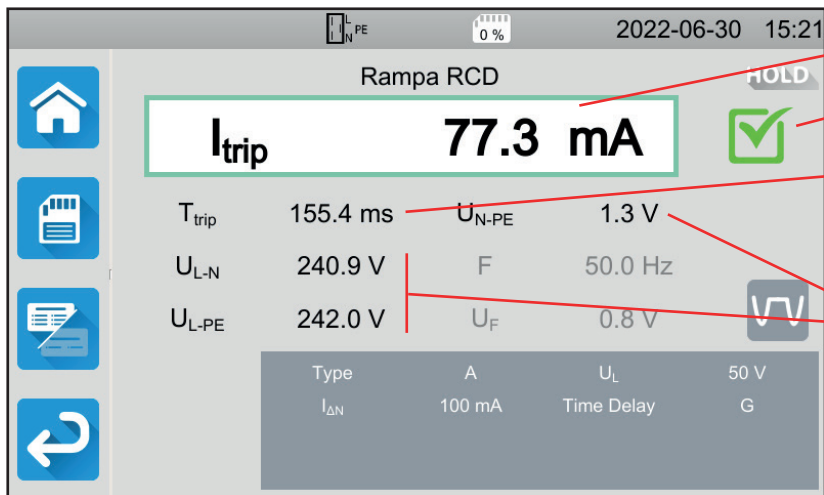 L
N PE 0 % 2022-06-30 15:21
Rampa RCD HOLD
Itrip 77.3 mA
Ttrip 155.4 ms UN-PE 1.3 V
UL-N 240.9 V F 50.0 Hz
UL-PE 242.0 V UF 0.8 V
Type A UL 50 V
IΔN 100 mA Time Delay G